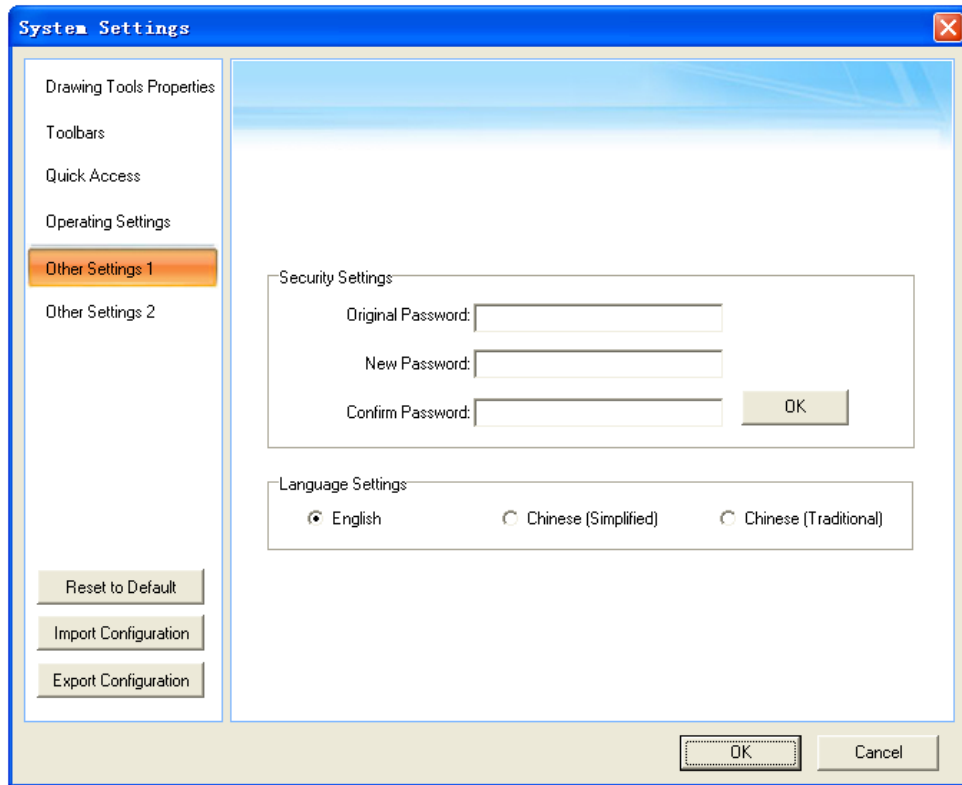 System Settings
Drawing Tools Properties
Toolbars
Quick Access
Operating Settings
Other Settings 1
Other Settings 2
Reset to Default
Import Configuration
Export Configuration
Security Settings
Original Password:
New Password:
Confirm Password:
OK
Language Settings
English
Chinese (Simplified)
Chinese (Traditional)
OK
Cancel